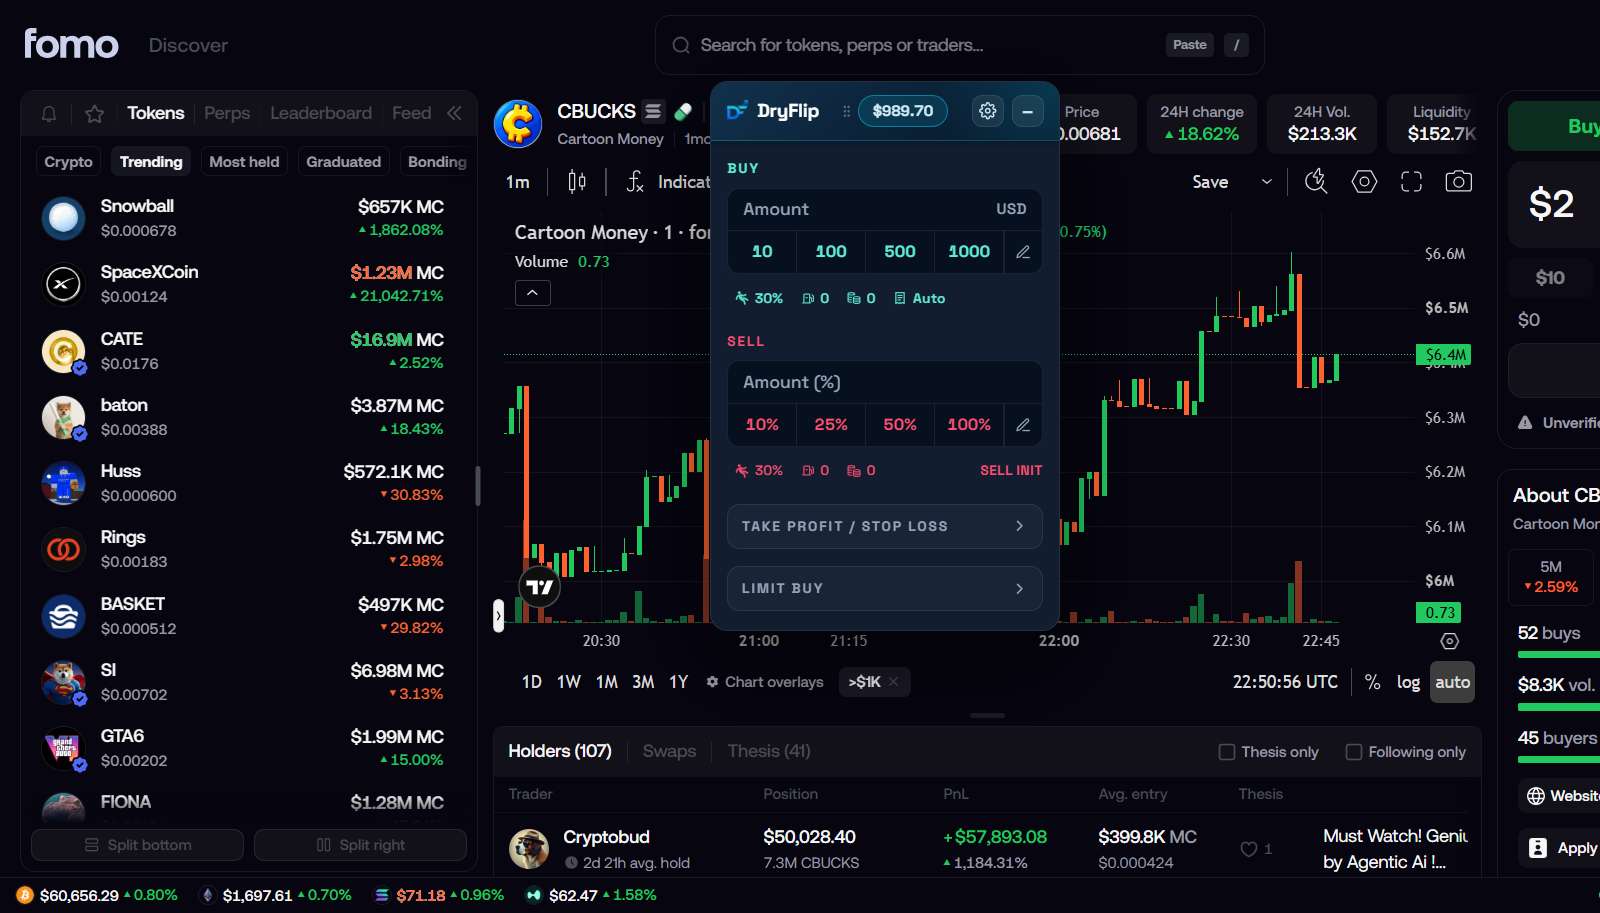 fomo
Discover
Search for tokens, perps or traders...
Paste
/
Tokens
Perps
Leaderboard
Feed
Crypto
Trending
Most held
Graduated
Bonding
Snowball
$657K MC
$0.000678
1,862.08%
SpaceXCoin
$1.23M MC
$0.00124
21,042.71%
CATE
$16.9M MC
$0.0176
2.52%
baton
$3.87M MC
$0.00388
18.43%
Huss
$572.1K MC
$0.000600
30.83%
Rings
$1.75M MC
$0.00183
2.98%
BASKET
$497K MC
$0.000512
29.82%
SI
$6.98M MC
$0.00702
3.13%
GTA6
$1.99M MC
$0.00202
15.00%
FIONA
$1.28M MC
Split bottom
Split right
CBUCKS
Cartoon Money
1mo
Price
0.00681
24H change
18.62%
24H Vol.
$213.3K
Liquidity
$152.7K
1m
Indicat
Save
Cartoon Money · 1 · for
0.75%)
Volume 0.73
DryFlip
$989.70
BUY
Amount
USD
10
100
500
1000
30%
0
0
Auto
SELL
Amount (%)
10%
25%
50%
100%
30%
0
0
SELL INIT
TAKE PROFIT / STOP LOSS
LIMIT BUY
$6.6M
$6.5M
$6.4M
$6.3M
$6.2M
$6.1M
$6M
0.73
20:30
21:00
21:15
22:00
22:30
22:45
1D
1W
1M
3M
1Y
Chart overlays
>$1K
22:50:56 UTC
%
log
auto
Holders (107)
Swaps
Thesis (41)
Thesis only
Following only
Trader
Position
PnL
Avg. entry
Thesis
Cryptobud
$50,028.40
+$57,893.08
$399.8K MC
1
Must Watch! Geniu
2d 21h avg. hold
7.3M CBUCKS
1,184.31%
$0.000424
by Agentic Ai !...
Buy
$2
$10
$0
Unverifie
About CB
Cartoon Mon
5M
2.59%
52 buys
$8.3K vol.
45 buyers
Website
Apply
$60,656.29
0.80%
$1,697.61
0.70%
$71.18
0.96%
$62.47
1.58%